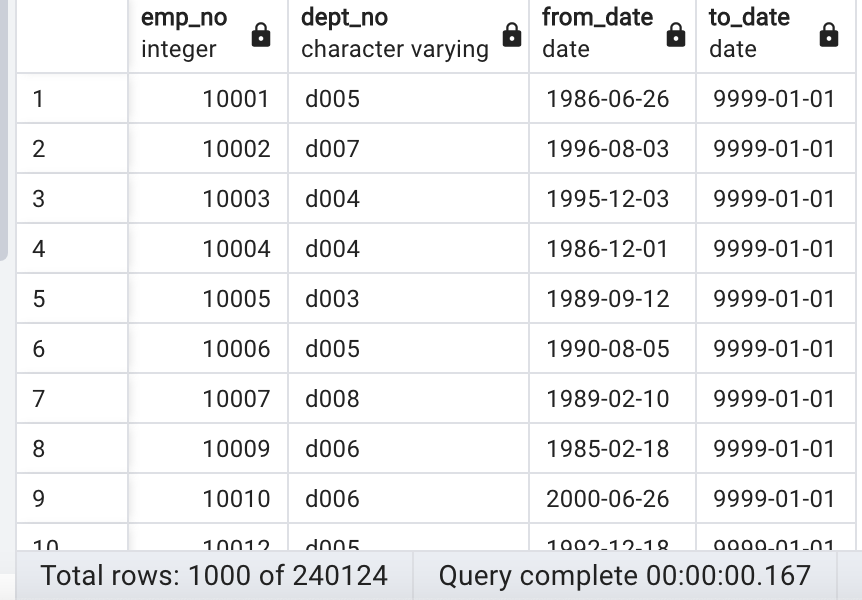 emp_no dept_no from_date to_date
integer character varying date date
1 10001 d005 1986-06-26 9999-01-01
2 10002 d007 1996-08-03 9999-01-01
3 10003 d004 1995-12-03 9999-01-01
4 10004 d004 1986-12-01 9999-01-01
5 10005 d003 1989-09-12 9999-01-01
6 10006 d005 1990-08-05 9999-01-01
7 10007 d008 1989-02-10 9999-01-01
8 10009 d006 1985-02-18 9999-01-01
9 10010 d006 2000-06-26 9999-01-01
10 10012 d005 1992-12-18 9999-01-01
Total rows: 1000 of 240124 Query complete 00:00:00.167